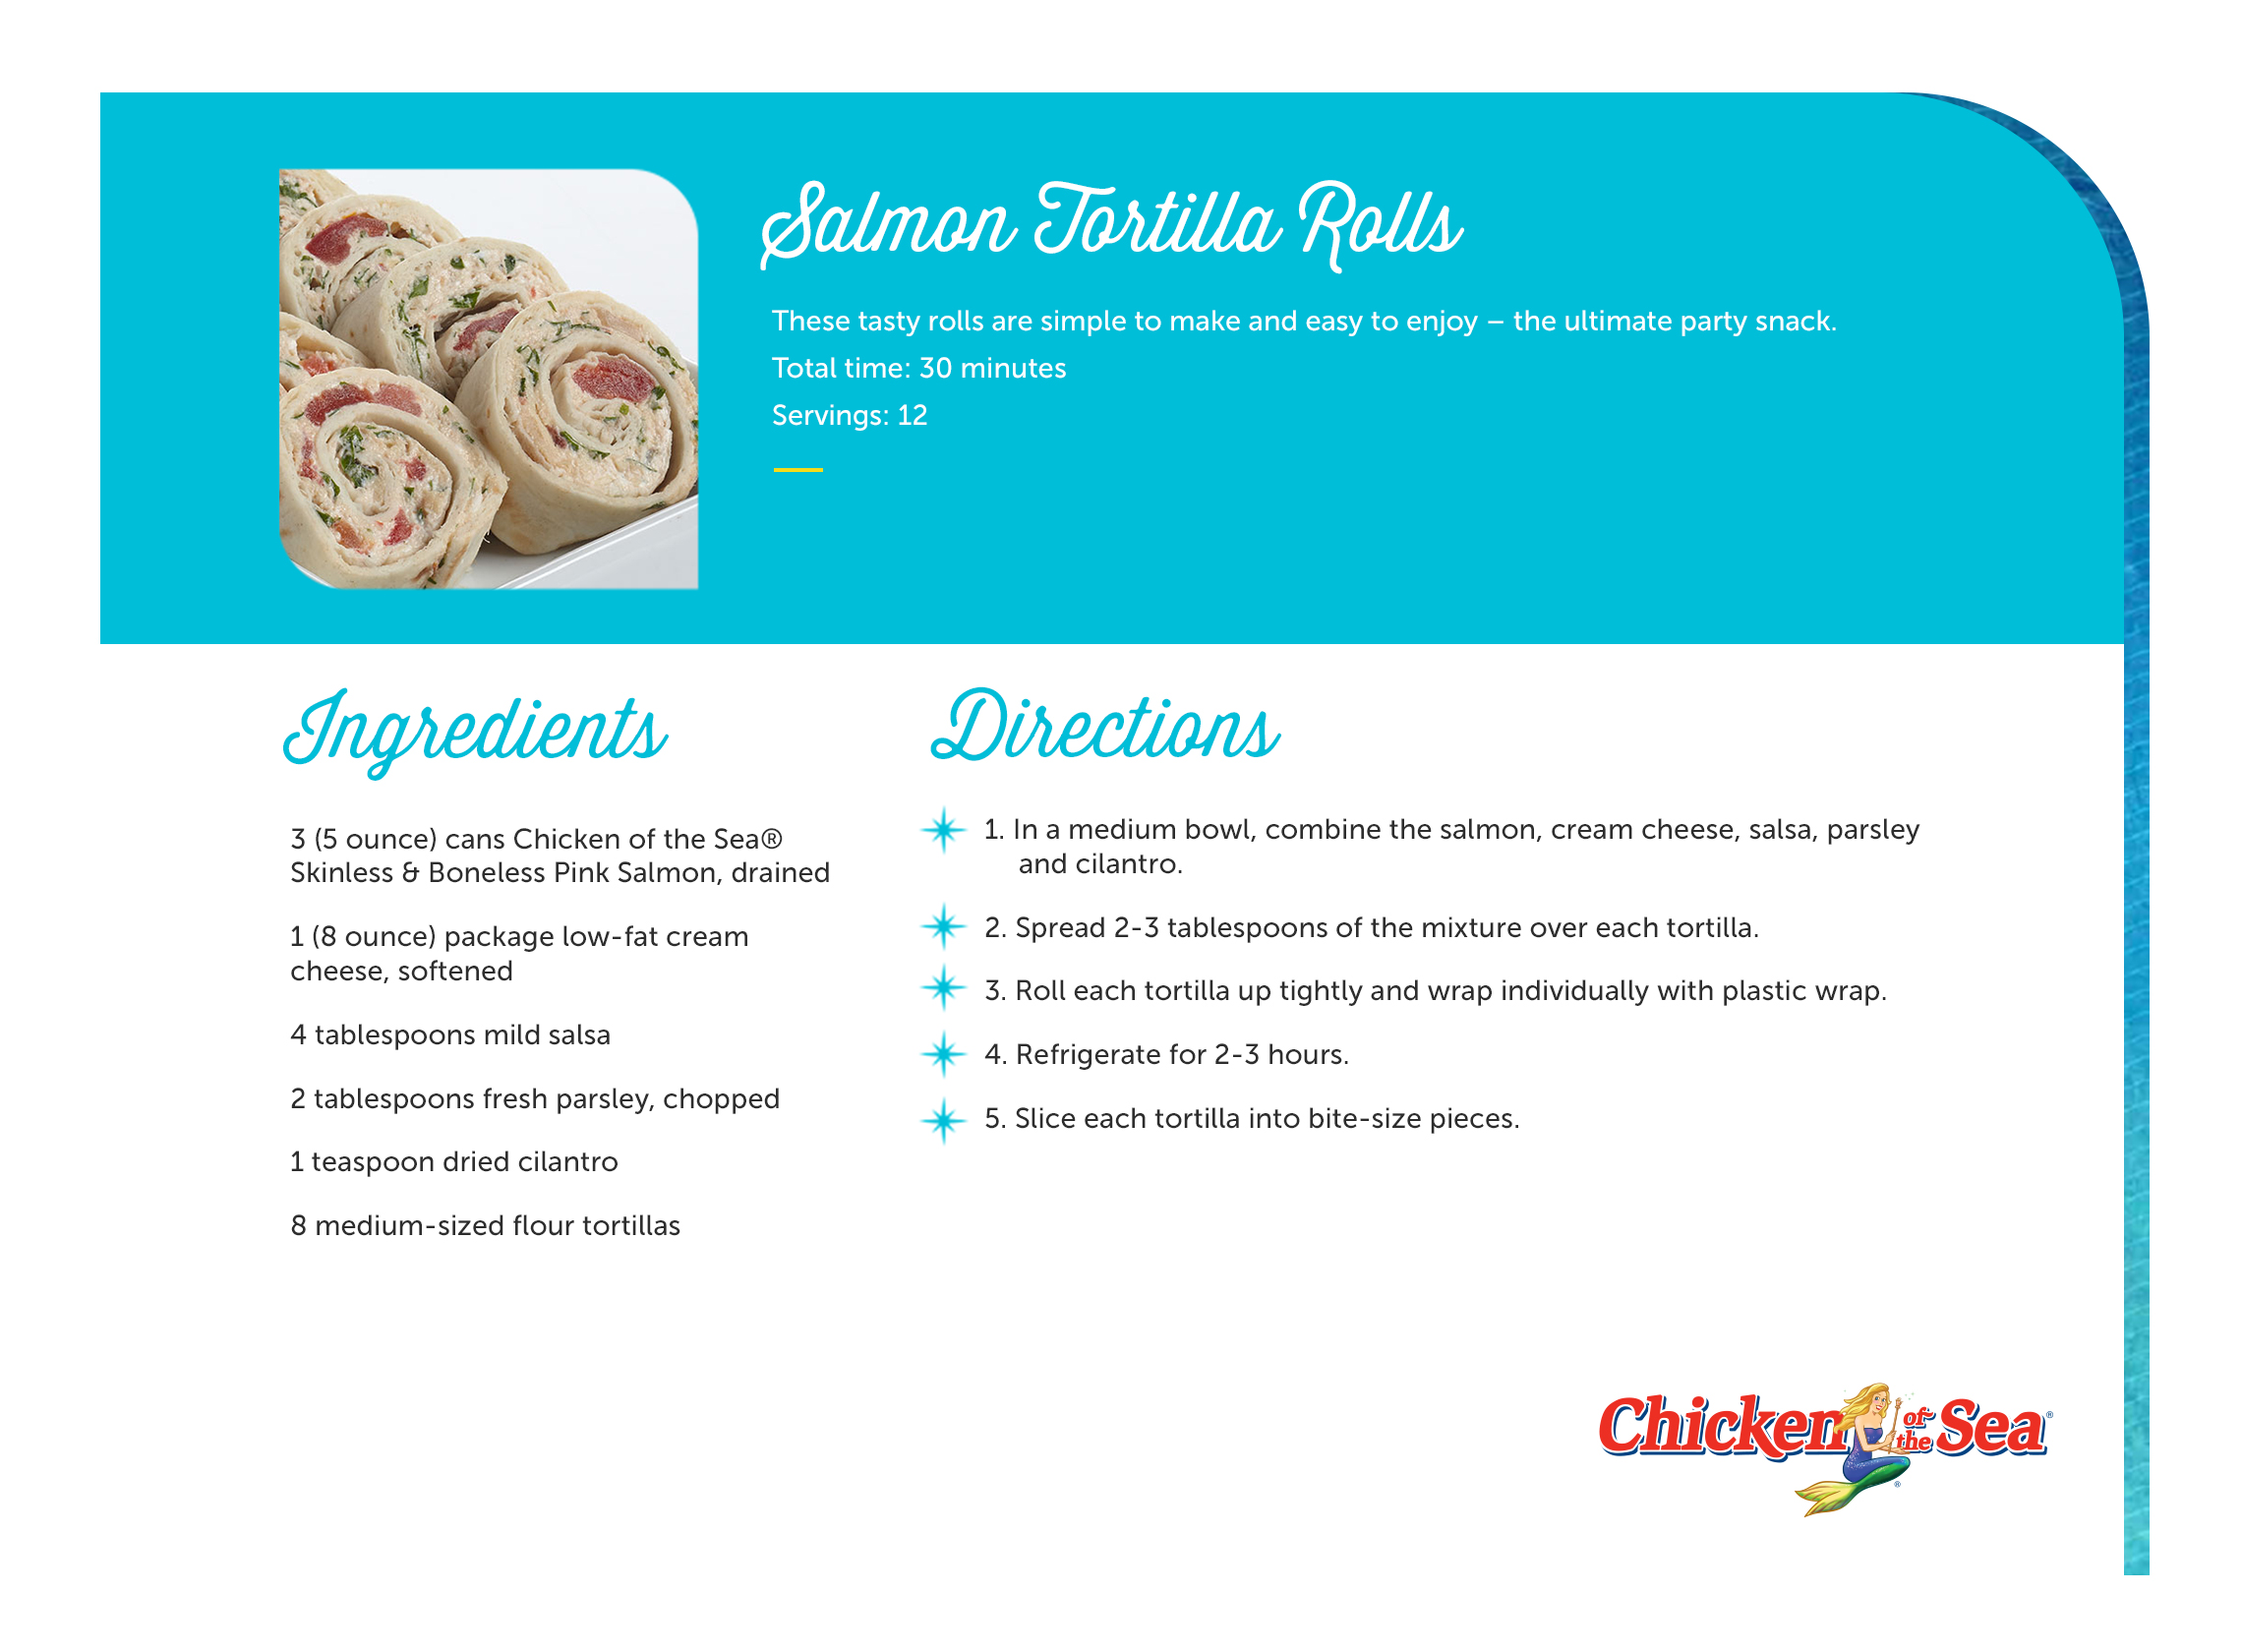 Salmon Tortilla Rolls
These tasty rolls are simple to make and easy to enjoy – the ultimate party snack.
Total time: 30 minutes
Servings: 12
Ingredients
3 (5 ounce) cans Chicken of the Sea®
Skinless & Boneless Pink Salmon, drained
1 (8 ounce) package low-fat cream
cheese, softened
4 tablespoons mild salsa
2 tablespoons fresh parsley, chopped
1 teaspoon dried cilantro
8 medium-sized flour tortillas
Directions
1. In a medium bowl, combine the salmon, cream cheese, salsa, parsley
and cilantro.
2. Spread 2-3 tablespoons of the mixture over each tortilla.
3. Roll each tortilla up tightly and wrap individually with plastic wrap.
4. Refrigerate for 2-3 hours.
5. Slice each tortilla into bite-size pieces.
Chicken of the Sea®
®